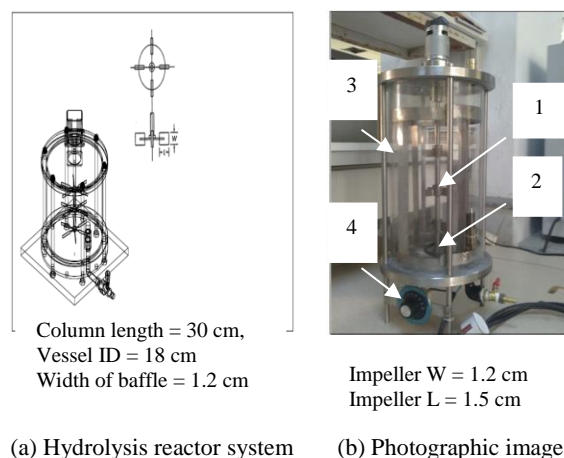 W
L
Column length = 30 cm,
Vessel ID = 18 cm
Width of baffle = 1.2 cm
(a) Hydrolysis reactor system
3
1
2
4
Impeller W = 1.2 cm
Impeller L = 1.5 cm
(b) Photographic image